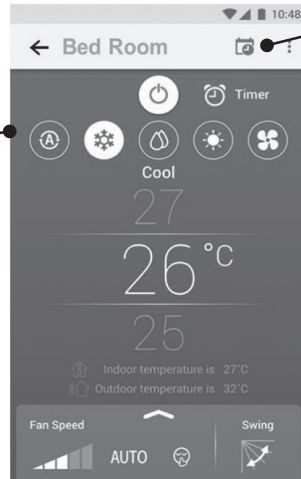 10:48
Bed Room
Timer
A
Cool
27
26°C
25
Indoor temperature is 27°C
Outdoor temperature is 32°C
Fan Speed
Swing
AUTO